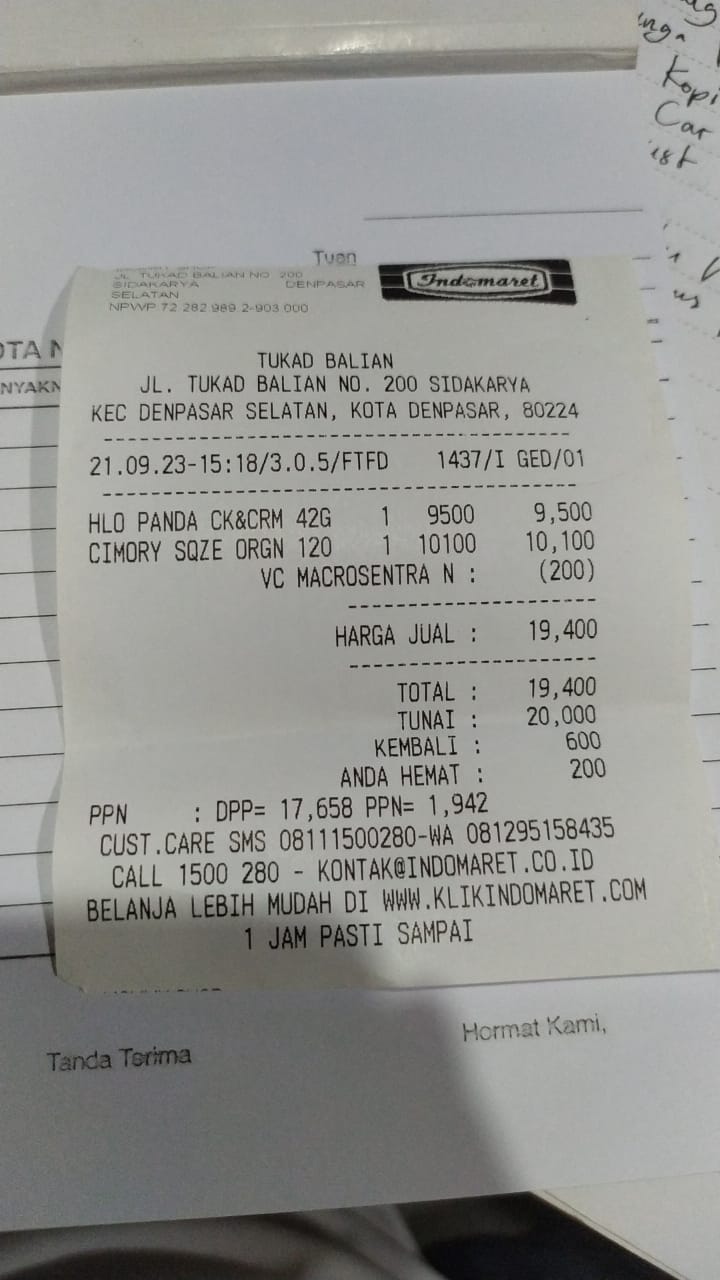 Kopi
Car
Tuan
JL TUKAD BALIAN NO 200
SIDAKARYA DENPASAR
SELATAN
NPWP 72 282 989 2-903 000
Indomaret
TUKAD BALIAN
JL. TUKAD BALIAN NO. 200 SIDAKARYA
KEC DENPASAR SELATAN, KOTA DENPASAR, 80224
21.09.23-15:18/3.0.5/FTFD 1437/I GED/01
HLO PANDA CK&CRM 42G 1 9500 9,500
CIMORY SQZE ORGN 120 1 10100 10,100
VC MACROSENTRA N : (200)
HARGA JUAL : 19,400
TOTAL : 19,400
TUNAI : 20,000
KEMBALI : 600
ANDA HEMAT : 200
PPN : DPP= 17,658 PPN= 1,942
CUST.CARE SMS 08111500280-WA 081295158435
CALL 1500 280 - KONTAK@INDOMARET.CO.ID
BELANJA LEBIH MUDAH DI WWW.KLIKINDOMARET.COM
1 JAM PASTI SAMPAI
Tanda Terima
Hormat Kami,